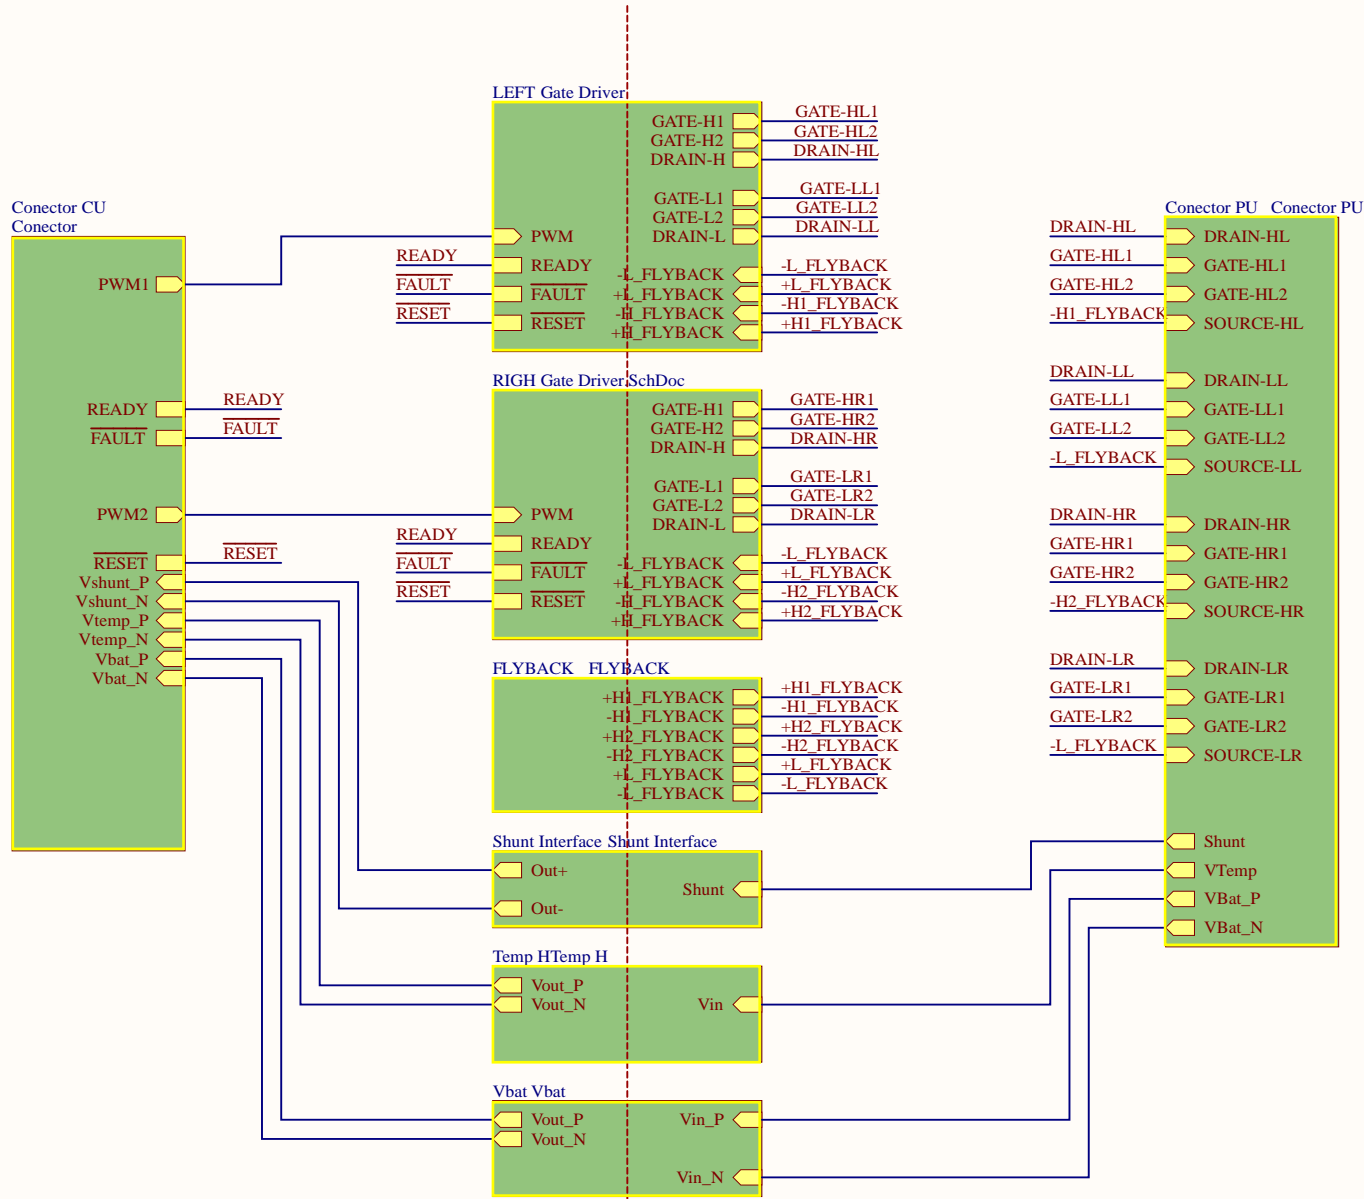 Conector CU
Conector
PWM1
READY
FAULT
PWM2
RESET
Vshunt_P
Vshunt_N
Vtemp_P
Vtemp_N
Vbat_P
Vbat_N
READY
FAULT
RESET
LEFT Gate Driver
PWM
READY
READY
FAULT
FAULT
RESET
RESET
GATE-H1
GATE-HL1
GATE-H2
GATE-HL2
DRAIN-H
DRAIN-HL
GATE-L1
GATE-LL1
GATE-L2
GATE-LL2
DRAIN-L
DRAIN-LL
-L_FLYBACK
-L_FLYBACK
+L_FLYBACK
+L_FLYBACK
-H_FLYBACK
-H1_FLYBACK
+H_FLYBACK
+H1_FLYBACK
RIGH Gate Driver.SchDoc
PWM
READY
READY
FAULT
FAULT
RESET
RESET
GATE-H1
GATE-HR1
GATE-H2
GATE-HR2
DRAIN-H
DRAIN-HR
GATE-L1
GATE-LR1
GATE-L2
GATE-LR2
DRAIN-L
DRAIN-LR
-L_FLYBACK
-L_FLYBACK
+L_FLYBACK
+L_FLYBACK
-H_FLYBACK
-H2_FLYBACK
+H_FLYBACK
+H2_FLYBACK
FLYBACK FLYBACK
+H1_FLYBACK
+H1_FLYBACK
-H1_FLYBACK
-H1_FLYBACK
+H2_FLYBACK
+H2_FLYBACK
-H2_FLYBACK
-H2_FLYBACK
+L_FLYBACK
+L_FLYBACK
-L_FLYBACK
-L_FLYBACK
Shunt Interface Shunt Interface
Out+
Out-
Shunt
Temp HTemp H
Vout_P
Vout_N
Vin
Vbat Vbat
Vout_P
Vout_N
Vin_P
Vin_N
Conector PU Conector PU
DRAIN-HL
DRAIN-HL
GATE-HL1
GATE-HL1
GATE-HL2
GATE-HL2
-H1_FLYBACK
SOURCE-HL
DRAIN-LL
DRAIN-LL
GATE-LL1
GATE-LL1
GATE-LL2
GATE-LL2
-L_FLYBACK
SOURCE-LL
DRAIN-HR
DRAIN-HR
GATE-HR1
GATE-HR1
GATE-HR2
GATE-HR2
-H2_FLYBACK
SOURCE-HR
DRAIN-LR
DRAIN-LR
GATE-LR1
GATE-LR1
GATE-LR2
GATE-LR2
-L_FLYBACK
SOURCE-LR
Shunt
VTemp
VBat_P
VBat_N